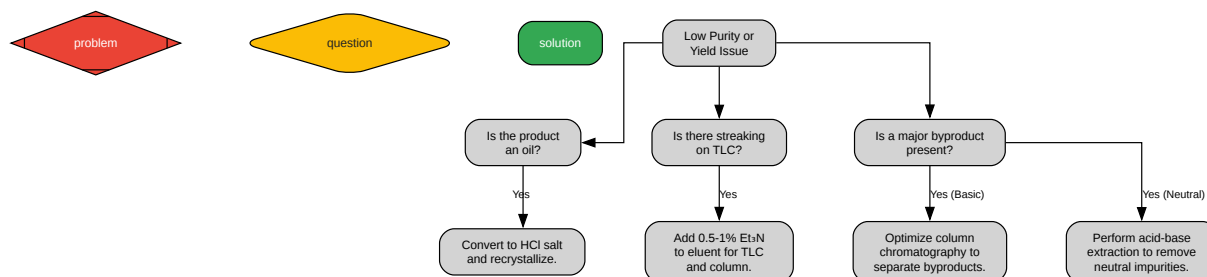 problem
question
solution
Low Purity or
Yield Issue
Is the product
an oil?
Is there streaking
on TLC?
Is a major byproduct
present?
Yes
Yes
Yes (Basic)
Yes (Neutral)
Convert to HCl salt
and recrystallize.
Add 0.5-1% Et₃N
to eluent for TLC
and column.
Optimize column
chromatography to
separate byproducts.
Perform acid-base
extraction to remove
neutral impurities.